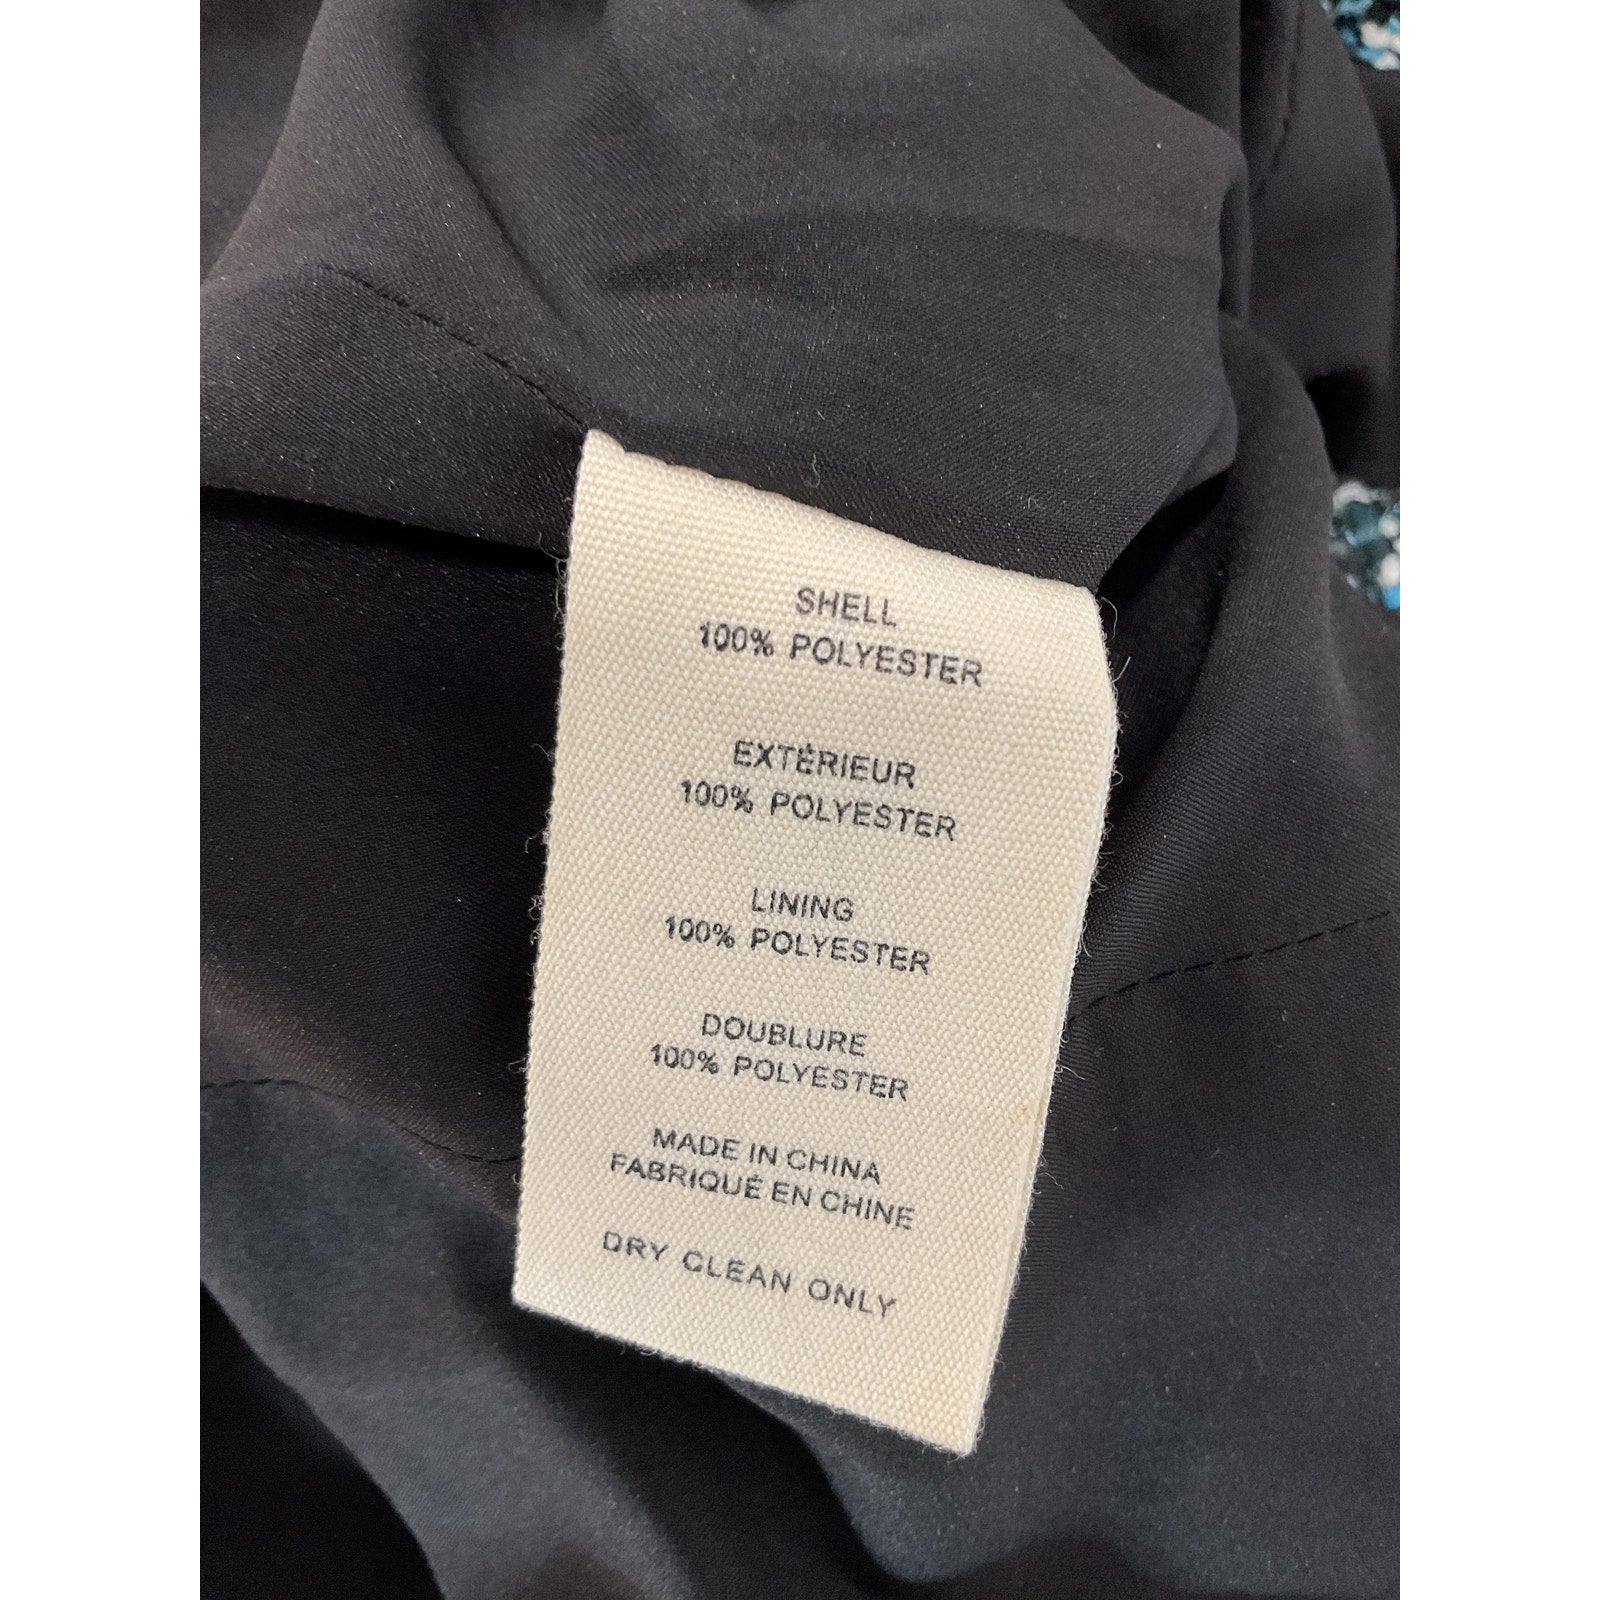 SHELL
100% POLYESTER
EXTÉRIEUR
100% POLYESTER
LINING
100% POLYESTER
DOUBLURE
100% POLYESTER
MADE IN CHINA
FABRIQUÉ EN CHINE
DRY CLEAN ONLY